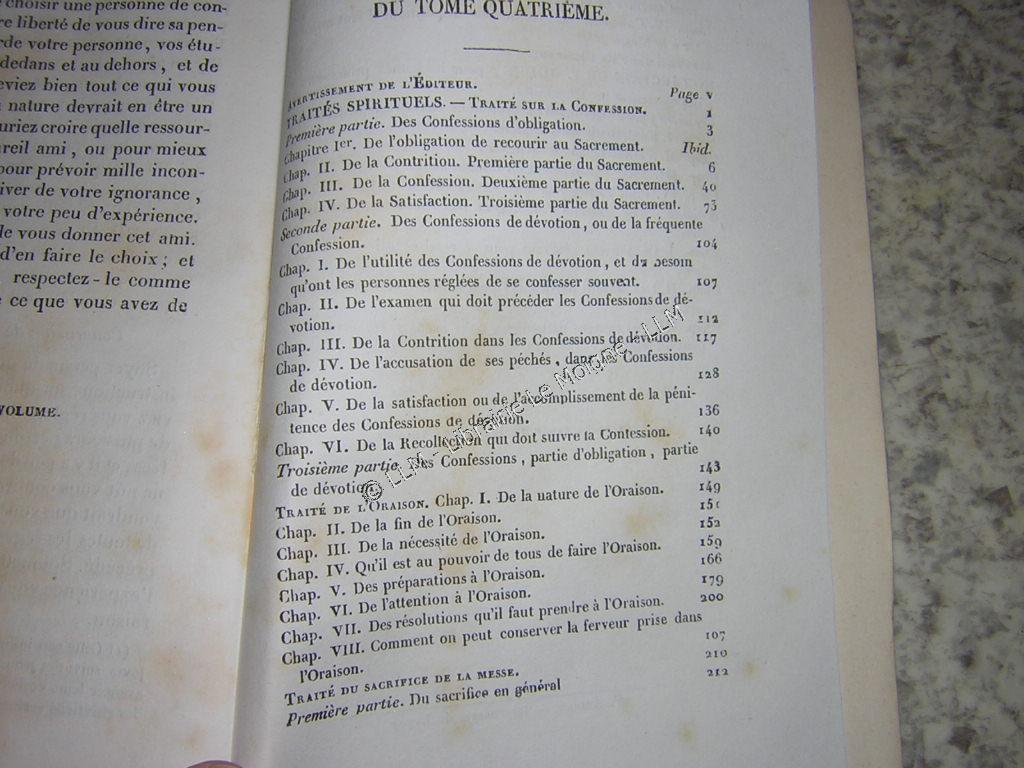 choisir une personne de con-
re liberté de vous dire sa pen-
rde votre personne, vos étu-
dedans et au dehors, et de
eviez bien tout ce qui vous
nature devrait en être un
uriez croire quelle ressour-
areil ami, ou pour mieux
pour prévoir mille incon-
iver de votre ignorance,
votre peu d'expérience.
de vous donner cet ami.
d'en faire le choix; et
respectez-le comme
ce que vous avez de
VOLUME.
DU TOME QUATRIÈME.
AVERTISSEMENT DE L'ÉDITEUR. Page v
TRAITÉS SPIRITUELS. — TRAITÉ SUR LA CONFESSION. 1
Première partie. Des Confessions d'obligation. 3
Chapitre Ier. De l'obligation de recourir au Sacrement. Ibid.
Chap. II. De la Contrition. Première partie du Sacrement. 6
Chap. III. De la Confession. Deuxième partie du Sacrement. 40
Chap. IV. De la Satisfaction. Troisième partie du Sacrement. 73
Seconde partie. Des Confessions de dévotion, ou de la fréquente
Confession. 104
Chap. I. De l'utilité des Confessions de dévotion, et du besoin
qu'ont les personnes réglées de se confesser souvent. 107
Chap. II. De l'examen qui doit précéder les Confessions de dé-
votion. 112
Chap. III. De la Contrition dans les Confessions de dévotion. 117
Chap. IV. De l'accusation de ses péchés, dans les Confessions
de dévotion. 128
Chap. V. De la satisfaction ou de l'accomplissement de la péni-
tence des Confessions de dévotion. 136
Chap. VI. De la Recollection qui doit suivre la Confession. 140
Troisième partie. Des Confessions, partie d'obligation, partie
de dévotion. 143
TRAITÉ DE L'ORAISON. Chap. I. De la nature de l'Oraison. 149
Chap. II. De la fin de l'Oraison. 151
Chap. III. De la nécessité de l'Oraison. 152
Chap. IV. Qu'il est au pouvoir de tous de faire l'Oraison. 159
Chap. V. Des préparations à l'Oraison. 166
Chap. VI. De l'attention à l'Oraison. 179
Chap. VII. Des résolutions qu'il faut prendre à l'Oraison. 200
Chap. VIII. Comment on peut conserver la ferveur prise dans
l'Oraison. 107
TRAITÉ DU SACRIFICE DE LA MESSE. 210
Première partie. Du sacrifice en général 212
© LLM - Librairie Le Moigne - LLM